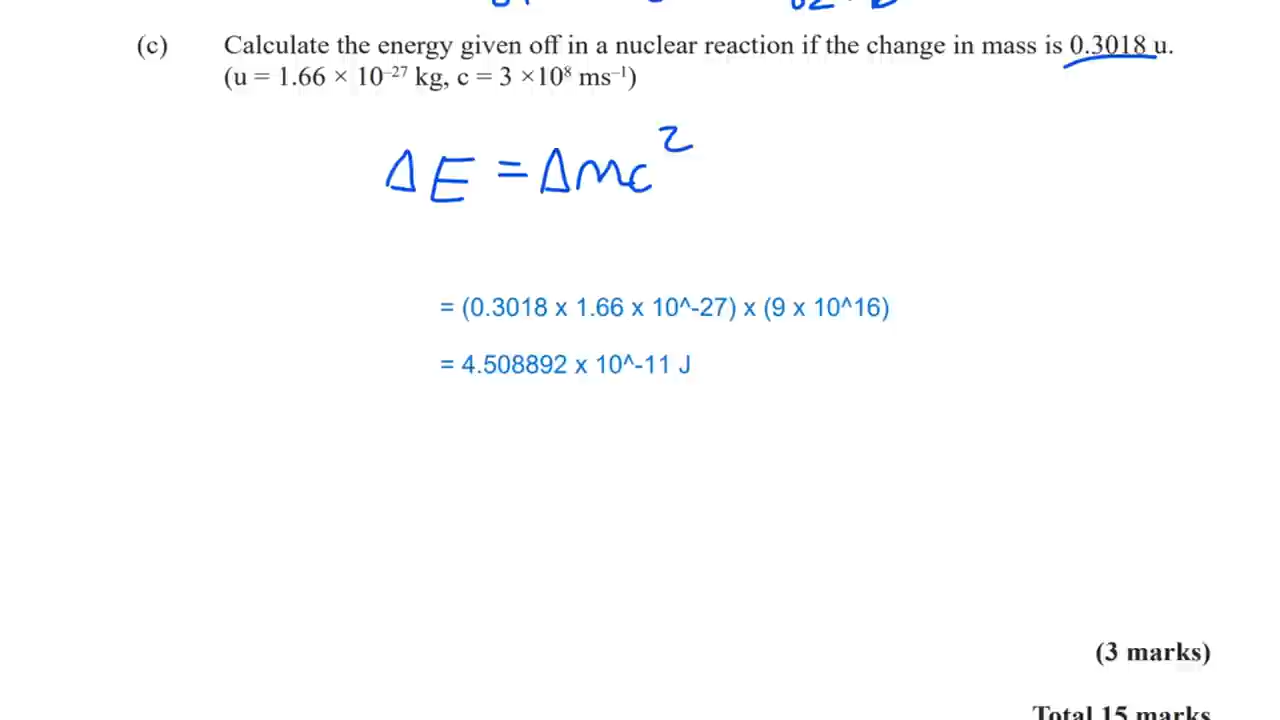 (c) Calculate the energy given off in a nuclear reaction if the change in mass is 0.3018 u.
(u = 1.66 × 10⁻²⁷ kg, c = 3 ×10⁸ ms⁻¹)
ΔE = Δmc²
= (0.3018 x 1.66 x 10^-27) x (9 x 10^16)
= 4.508892 x 10^-11 J
(3 marks)
Total 15 marks